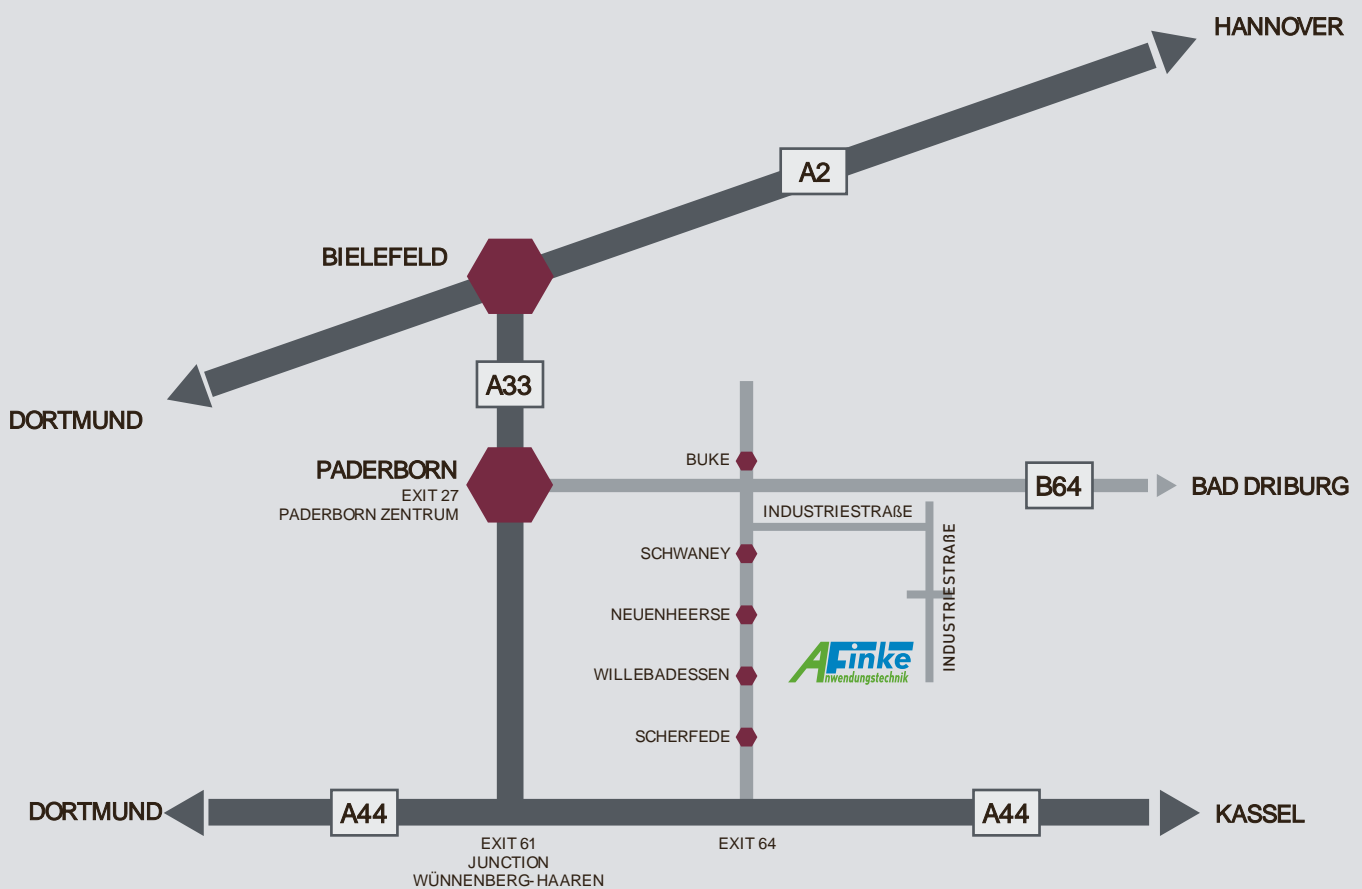 HANNOVER
A2
BIELEFELD
A33
DORTMUND
PADERBORN
EXIT 27
PADERBORN ZENTRUM
BUKE
B64
BAD DRIBURG
INDUSTRIESTRAßE
INDUSTRIESTRAßE
SCHWANEY
NEUENHEERSE
AFinke
Anwendungstechnik
WILLEBADESSEN
SCHERFEDE
DORTMUND
A44
A44
KASSEL
EXIT 61
JUNCTION
WÜNNENBERG-HAAREN
EXIT 64